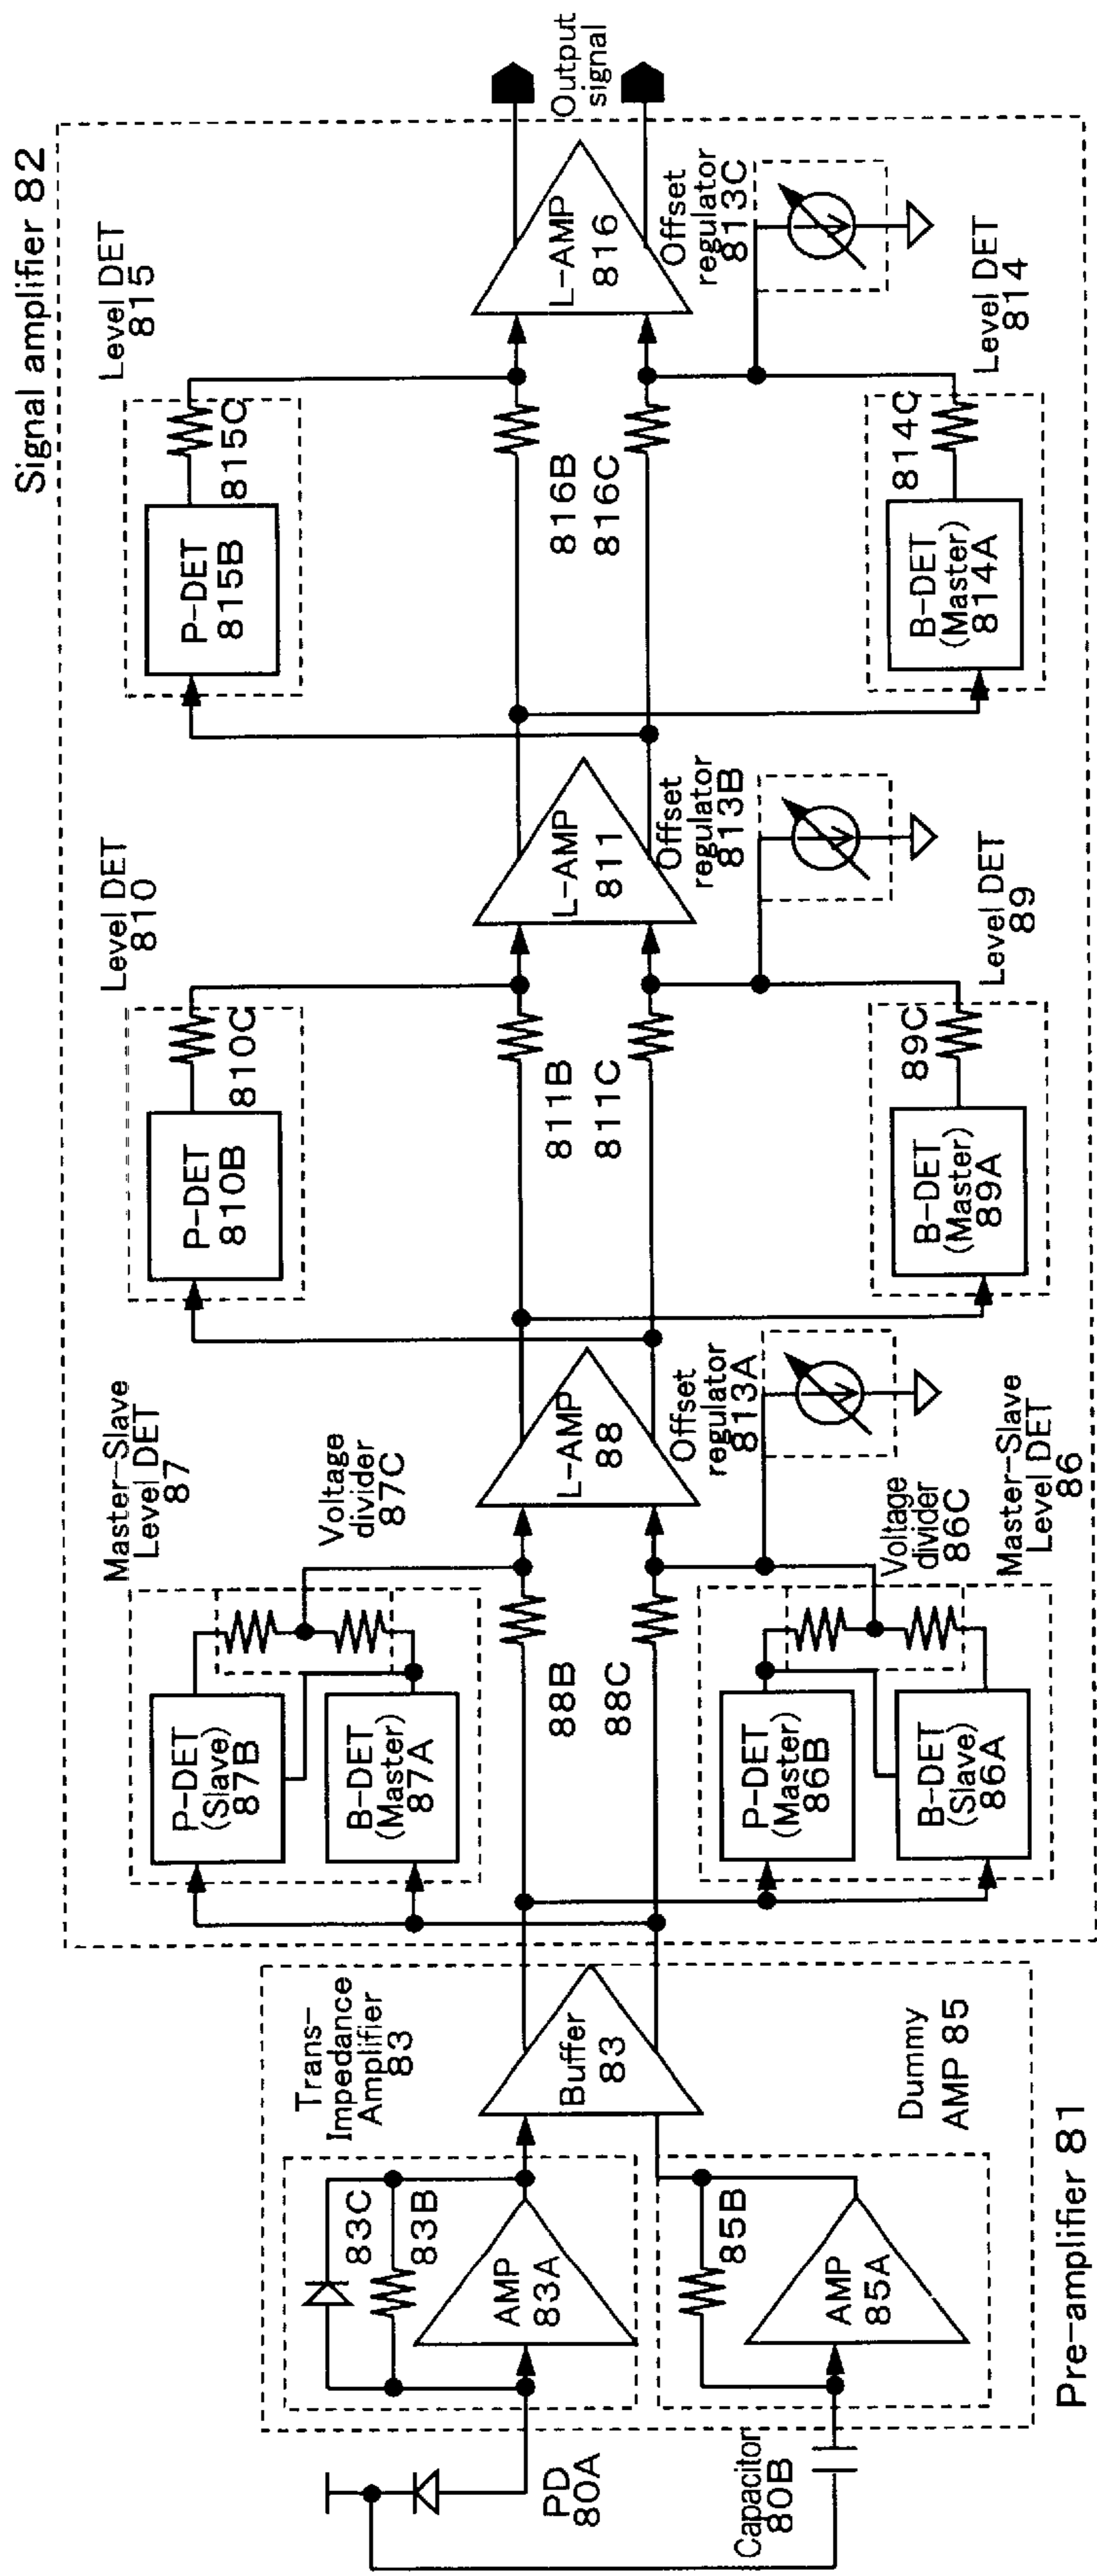 Signal amplifier 82
Pre-amplifier 81
PD
80A
Capacitor
80B
Trans-
Impedance
Amplifier
83
83C
83B
AMP
83A
Buffer
83
85B
AMP
85A
Dummy
AMP 85
Master-Slave
Level DET
87
P-DET
(Slave)
87B
B-DET
(Master)
87A
Voltage
divider
87C
88B
88C
P-DET
(Master)
86B
B-DET
(Slave)
86A
Voltage
divider
86C
Master-Slave
Level DET
86
L-AMP
88
Offset
regulator
813A
Level DET
810
P-DET
810B
810C
811B
811C
B-DET
(Master)
89A
89C
Level DET
89
L-AMP
811
Offset
regulator
813B
Level DET
815
P-DET
815B
815C
816B
816C
B-DET
(Master)
814A
814C
Level DET
814
L-AMP
816
Offset
regulator
813C
Output
signal